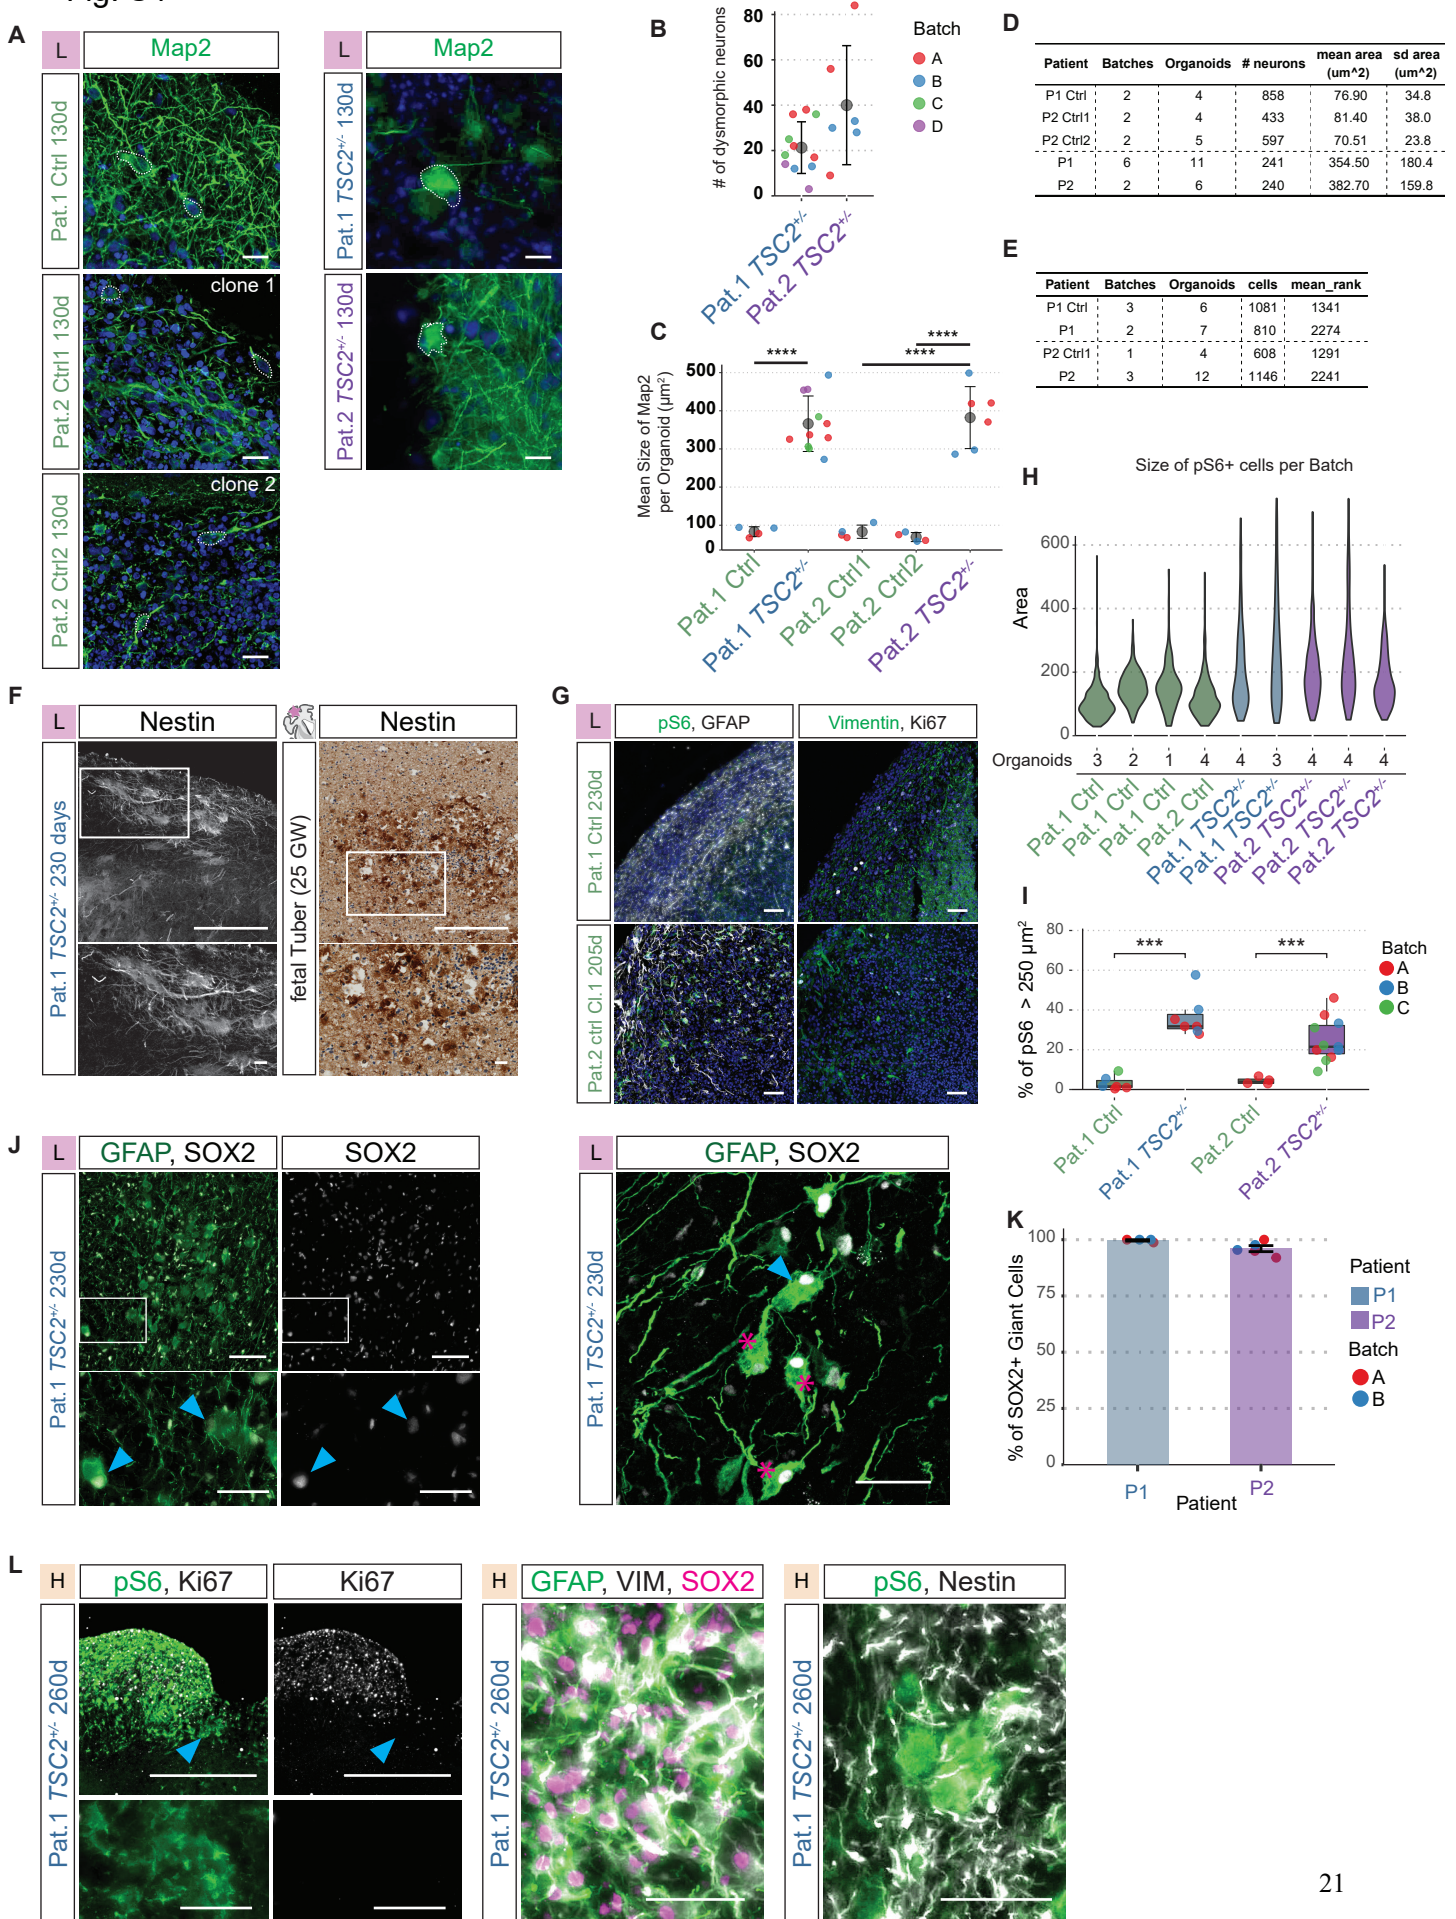 A
L
Map2
L
Map2
Pat.1 Ctrl 130d
Pat.2 Ctrl1 130d
clone 1
Pat.2 Ctrl2 130d
clone 2
Pat.1 TSC2+/- 130d
Pat.2 TSC2+/- 130d
B
# of dysmorphic neurons
80
60
40
20
0
Pat.1 TSC2+/-
Pat.2 TSC2+/-
Batch
A
B
C
D
C
Mean Size of Map2
per Organoid (µm²)
500
400
300
200
100
0
****
****
****
Pat.1 Ctrl
Pat.1 TSC2+/-
Pat.2 Ctrl1
Pat.2 Ctrl2
Pat.2 TSC2+/-
D
Patient Batches Organoids # neurons mean area (um^2) sd area (um^2)
P1 Ctrl 2 4 858 76.90 34.8
P2 Ctrl1 2 4 433 81.40 38.0
P2 Ctrl2 2 5 597 70.51 23.8
P1 6 11 241 354.50 180.4
P2 2 6 240 382.70 159.8
E
Patient Batches Organoids cells mean_rank
P1 Ctrl 3 6 1081 1341
P1 2 7 810 2274
P2 Ctrl1 1 4 608 1291
P2 3 12 1146 2241
F
L
Nestin
Nestin
Pat.1 TSC2+/- 230 days
fetal Tuber (25 GW)
G
L
pS6, GFAP
Vimentin, Ki67
Pat.1 Ctrl 230d
Pat.2 ctrl Cl.1 205d
H
Size of pS6+ cells per Batch
Area
600
400
200
0
Organoids 3 2 1 4 4 3 4 4 4
Pat.1 Ctrl
Pat.1 Ctrl
Pat.1 Ctrl
Pat.2 Ctrl
Pat.1 TSC2+/-
Pat.1 TSC2+/-
Pat.2 TSC2+/-
Pat.2 TSC2+/-
Pat.2 TSC2+/-
I
% of pS6 > 250 µm²
80
60
40
20
0
***
***
Pat.1 Ctrl
Pat.1 TSC2+/-
Pat.2 Ctrl
Pat.2 TSC2+/-
Batch
A
B
C
J
L
GFAP, SOX2
SOX2
Pat.1 TSC2+/- 230d
L
GFAP, SOX2
Pat.1 TSC2+/- 230d
*
*
*
K
% of SOX2+ Giant Cells
100
75
50
25
0
P1
P2
Patient
Patient
P1
P2
Batch
A
B
L
H
pS6, Ki67
Ki67
Pat.1 TSC2+/- 260d
H
GFAP, VIM, SOX2
Pat.1 TSC2+/- 260d
H
pS6, Nestin
Pat.1 TSC2+/- 260d
21